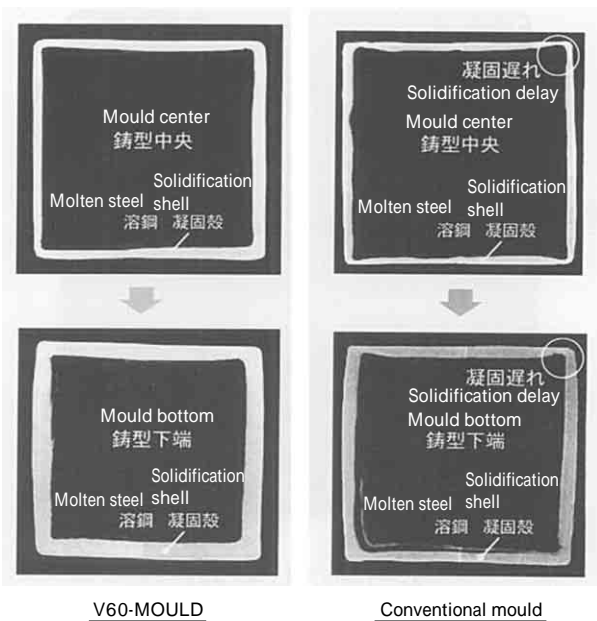 Mould center
鋳型中央
Solidification
Molten steel shell
溶鋼 凝固殻
凝固遅れ
Solidification delay
Mould center
鋳型中央
Solidification
Molten steel shell
溶鋼 凝固殻
Mould bottom
鋳型下端
Solidification
Molten steel shell
溶鋼 凝固殻
凝固遅れ
Solidification delay
Mould bottom
鋳型下端
Solidification
Molten steel shell
溶鋼 凝固殻
V60-MOULD
Conventional mould